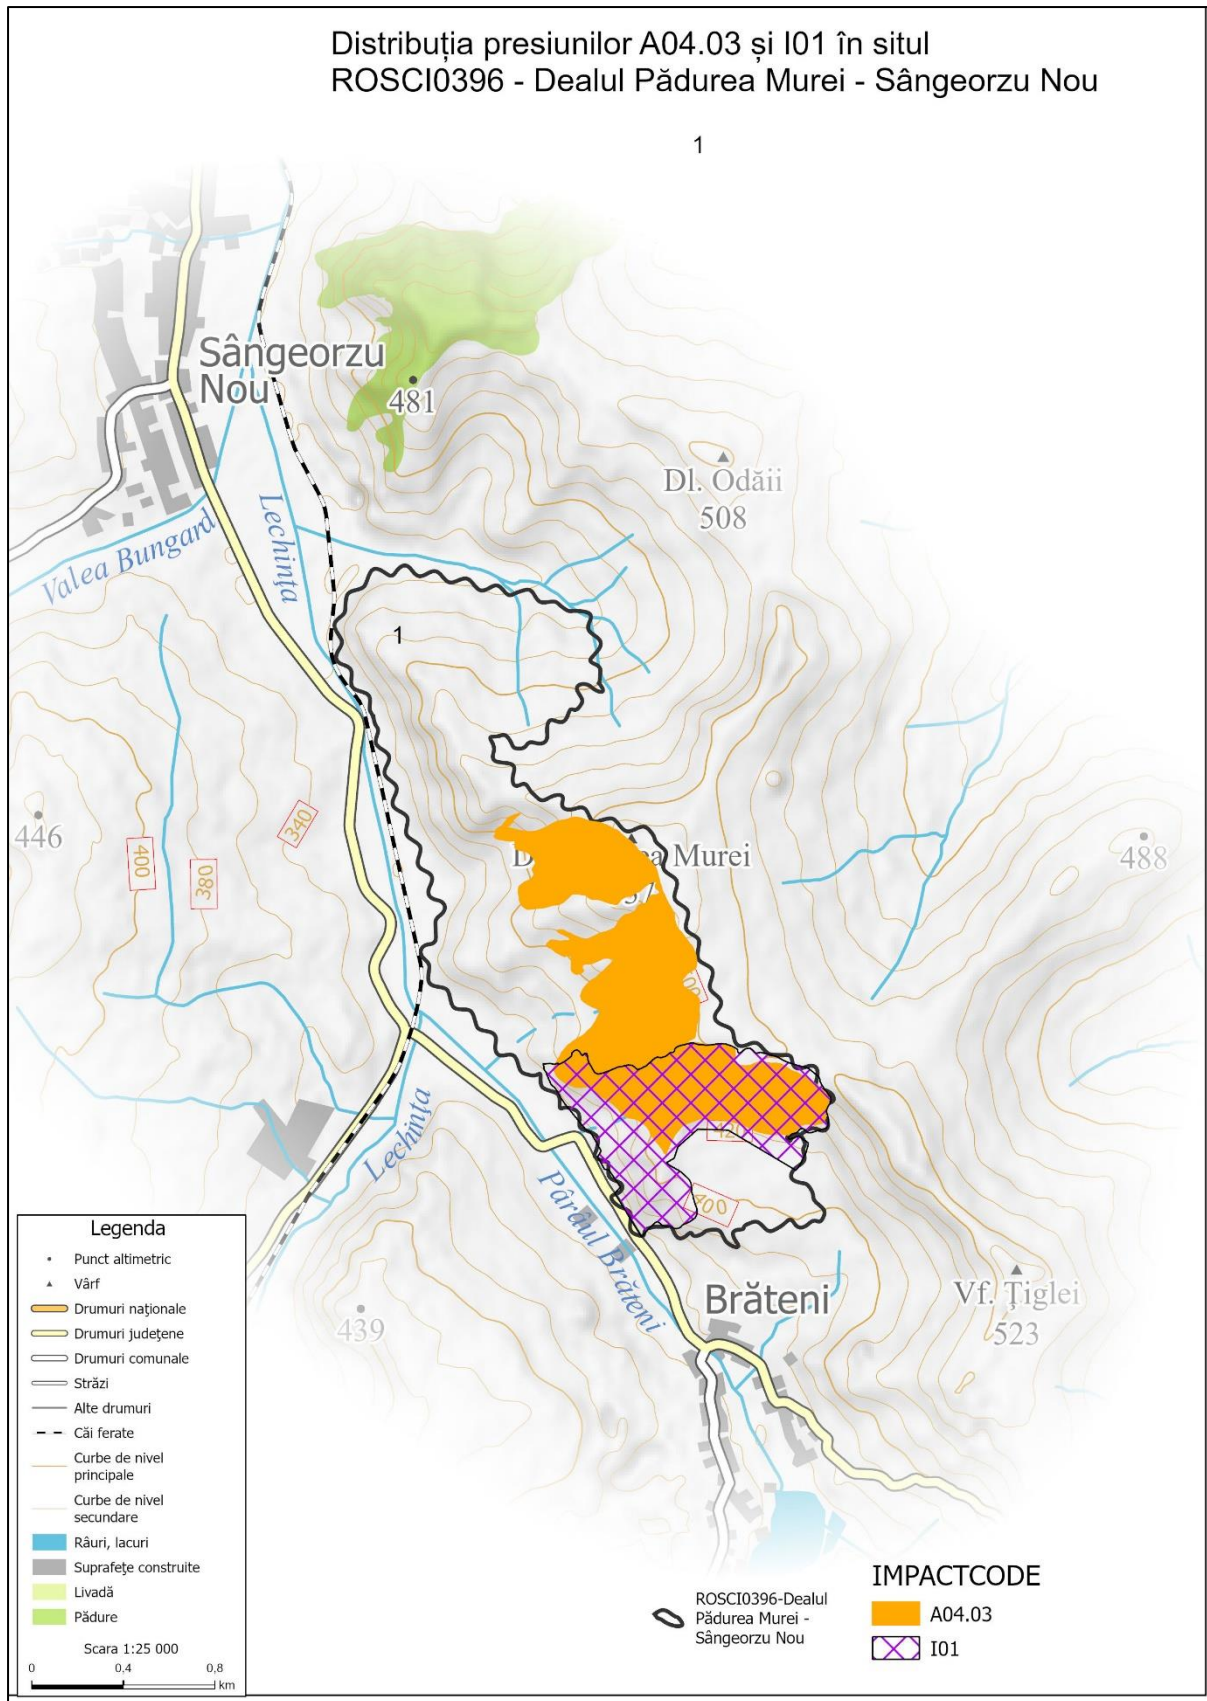 Distribuția presiunilor A04.03 și I01 în situl
ROSCI0396 - Dealul Pădurea Murei - Sângeorzu Nou
1
Sângeorzu
Nou
481
Dl. Odăii
508
Valea Bungard
Lechința
1
446
400
380
340
Murei
488
420
400
Lechința
Pârâul Brăteni
Brăteni
Vf. Țiglei
523
439
Legenda
Punct altimetric
Vârf
Drumuri naționale
Drumuri județene
Drumuri comunale
Străzi
Alte drumuri
Căi ferate
Curbe de nivel
principale
Curbe de nivel
secundare
Râuri, lacuri
Suprafețe construite
Livadă
Pădure
Scara 1:25 000
0 0,4 0,8
km
ROSCI0396-Dealul
Pădurea Murei -
Sângeorzu Nou
IMPACTCODE
A04.03
I01